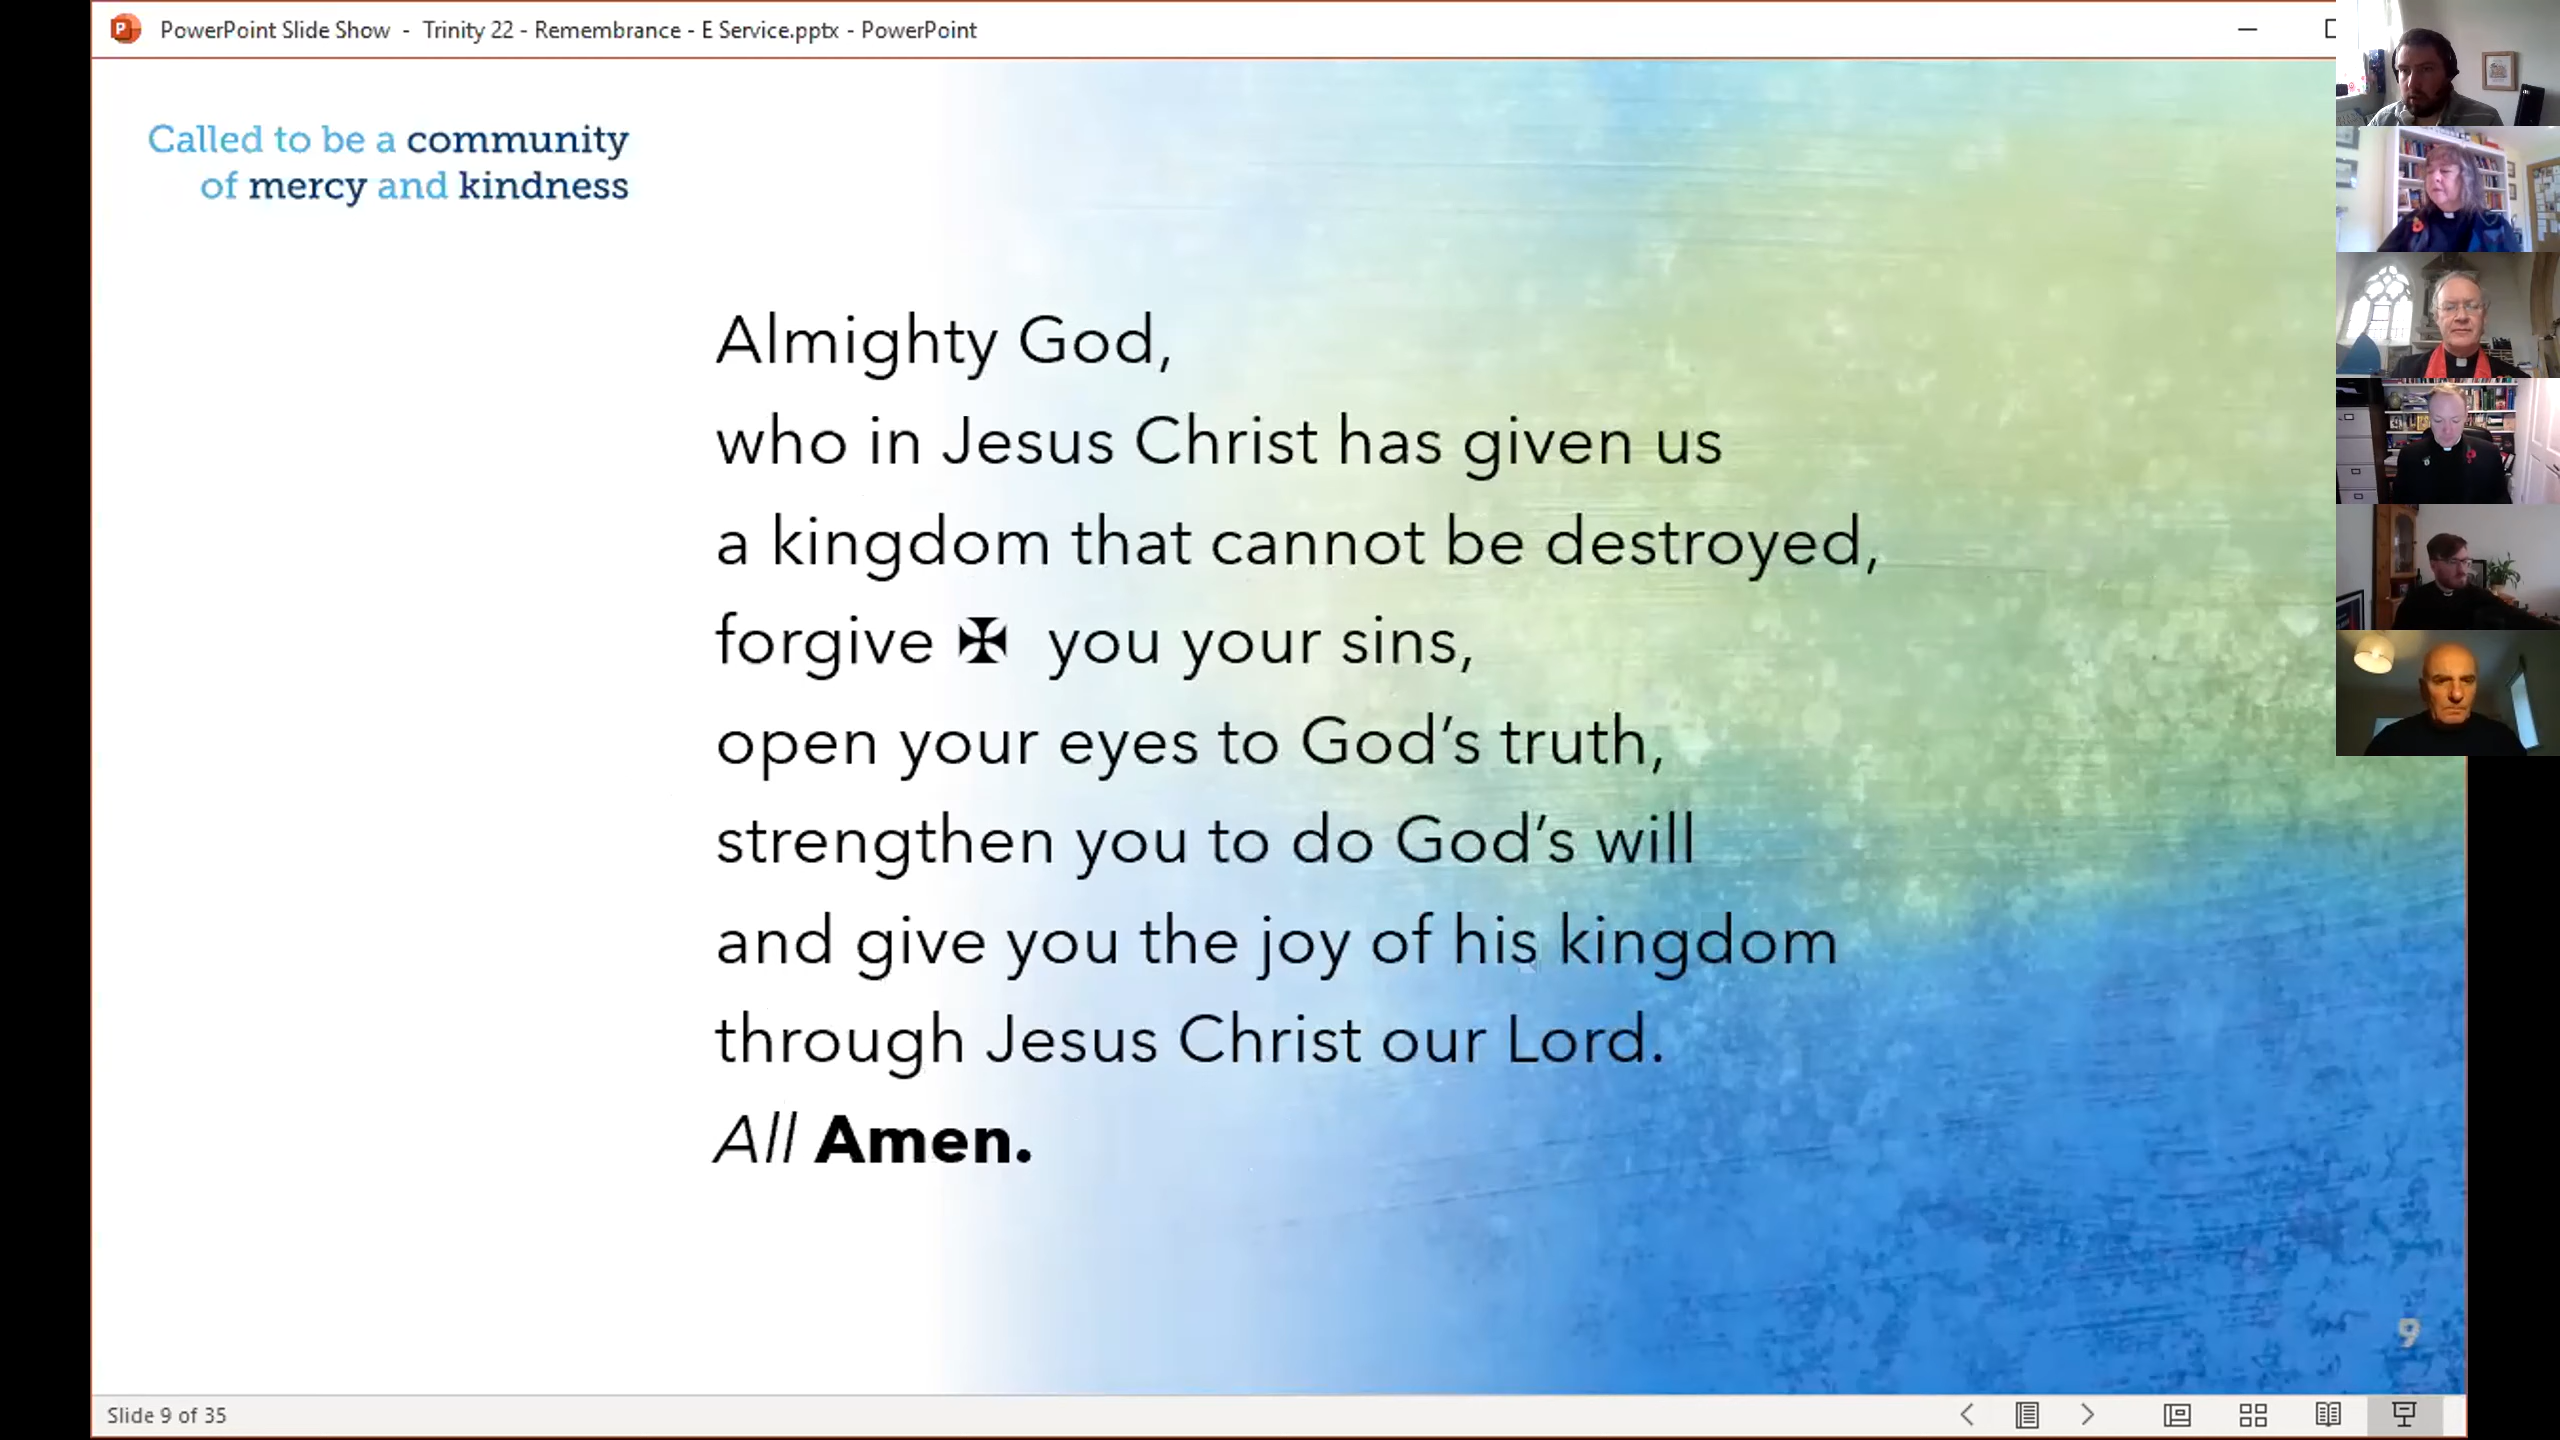 PowerPoint Slide Show - Trinity 22 - Remembrance - E Service.pptx - PowerPoint
Called to be a community
of mercy and kindness
Almighty God,
who in Jesus Christ has given us
a kingdom that cannot be destroyed,
forgive ✠ you your sins,
open your eyes to God’s truth,
strengthen you to do God’s will
and give you the joy of his kingdom
through Jesus Christ our Lord.
All Amen.
9
Slide 9 of 35